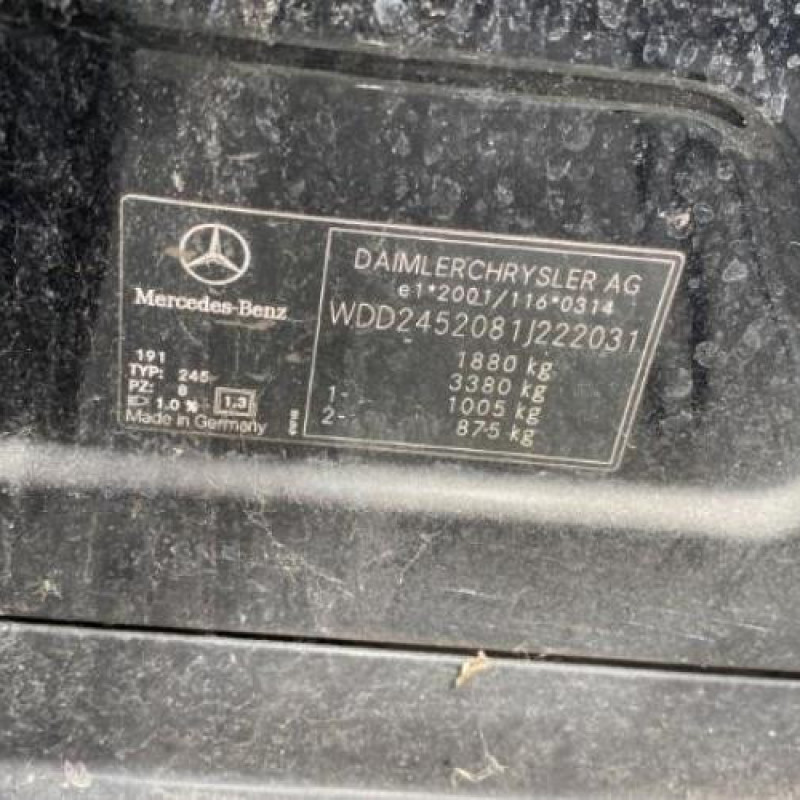 Mercedes-Benz
191
TYP: 245
PZ: 8
1.0 % 1,3
Made in Germany
DAIMLERCHRYSLER AG
e1*2001/116*0314
WDD2452081J222031
1880 kg
3380 kg
1- 1005 kg
2- 875 kg